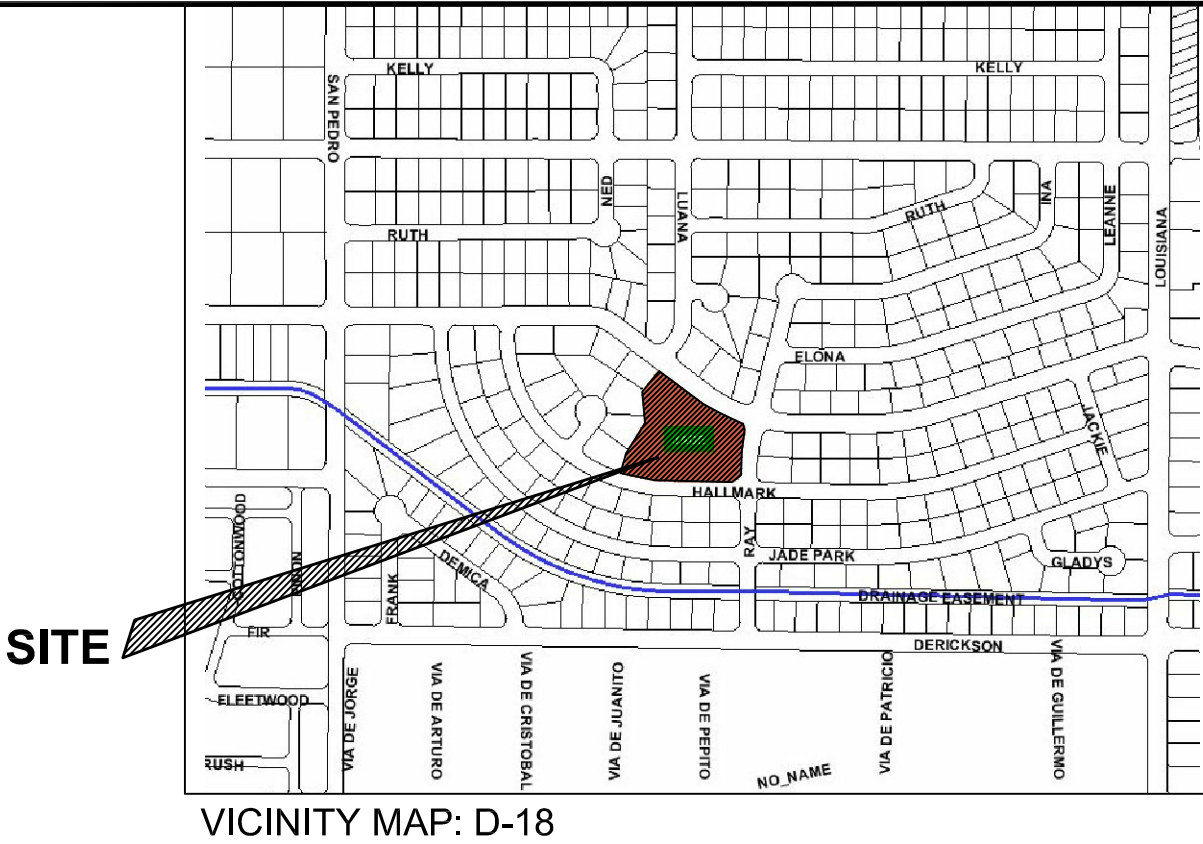 KELLY
KELLY
SAN PEDRO
NED
LUANA
RUTH
INA
LEANNE
LOUISIANA
RUTH
ELONA
JACKIE
HALLMARK
COTTONWOOD
RAY
JADE PARK
GLADYS
DEMICA
FRANK
DRAINAGE EASEMENT
SITE
FIR
DERICKSON
FLEETWOOD
VIA DE JORGE
VIA DE ARTURO
VIA DE CRISTOBAL
VIA DE JUANITO
VIA DE PEPITO
VIA DE PATRICIO
VIA DE GUILLERMO
RUSH
NO_NAME
VICINITY MAP: D-18